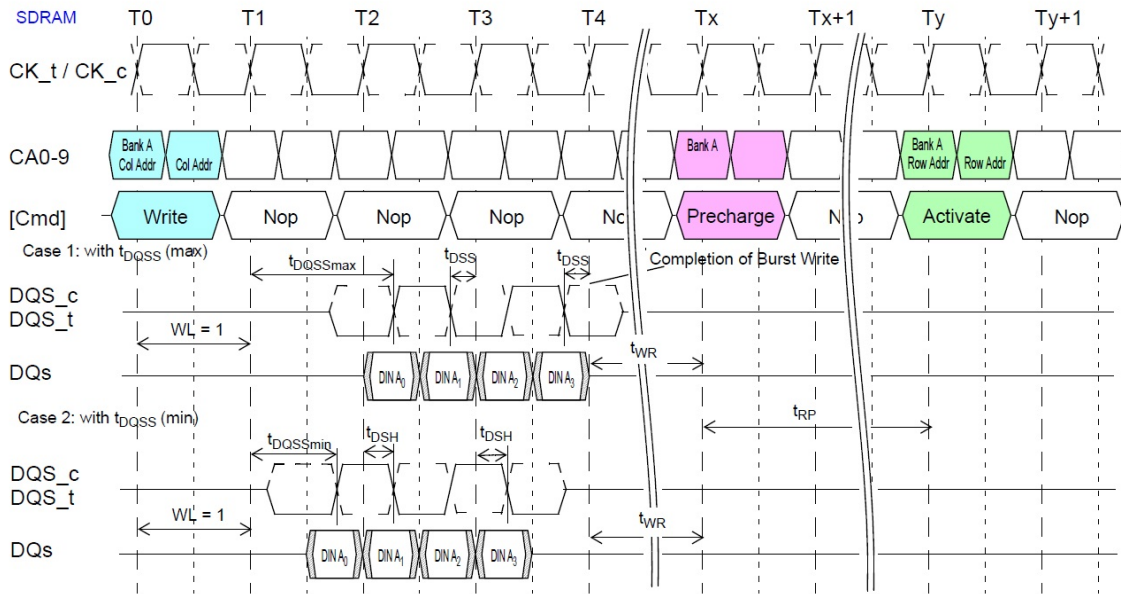 SDRAM T0 T1 T2 T3 T4 Tx Tx+1 Ty Ty+1
CK_t / CK_c
CA0-9 Bank A Col Addr Col Addr Bank A Bank A Row Addr Row Addr
[Cmd] Write Nop Nop Nop Nop Precharge Nop Activate Nop
Case 1: with tDQSS (max)
tDQSSmax tDSS tDSS Completion of Burst Write
DQS_c
DQS_t
WL = 1
tWR
DQs DIN A0 DIN A1 DIN A2 DIN A3
Case 2: with tDQSS (min)
tRP
tDQSSmin tDSH tDSH
DQS_c
DQS_t
WL = 1
tWR
DQs DIN A0 DIN A1 DIN A2 DIN A3